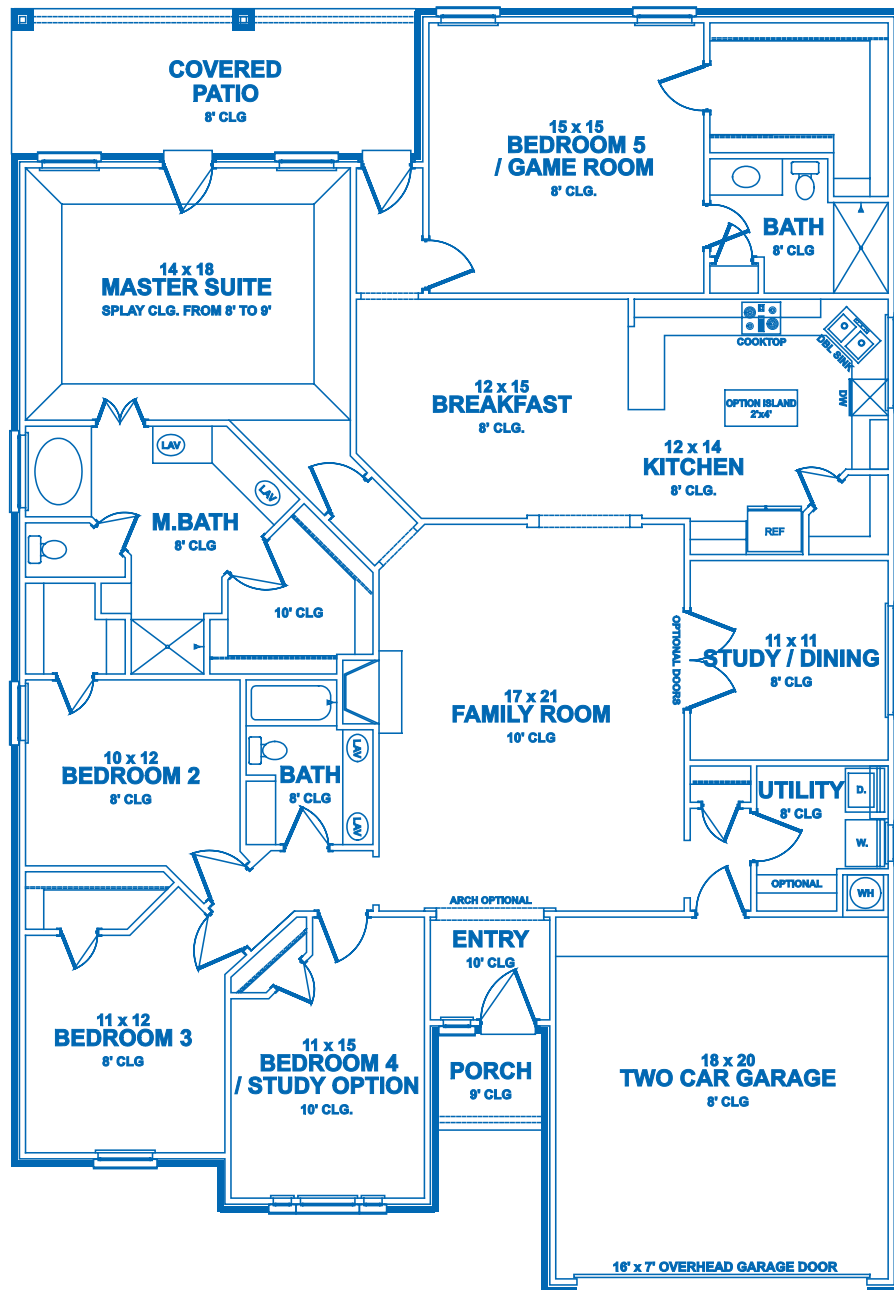 COVERED
PATIO
8' CLG
15 x 15
BEDROOM 5
/ GAME ROOM
8' CLG.
BATH
8' CLG
14 x 18
MASTER SUITE
SPLAY CLG. FROM 8' TO 9'
COOKTOP
DBL SINK
DW
12 x 15
BREAKFAST
8' CLG.
OPTION ISLAND
2'x4'
12 x 14
KITCHEN
8' CLG.
REF
LAV
LAV
M.BATH
8' CLG
10' CLG
OPTIONAL DOORS
11 x 11
STUDY / DINING
8' CLG
17 x 21
FAMILY ROOM
10' CLG
10 x 12
BEDROOM 2
8' CLG
LAV
BATH
8' CLG
LAV
UTILITY
8' CLG
D.
W.
OPTIONAL
WH
ARCH OPTIONAL
ENTRY
10' CLG
11 x 12
BEDROOM 3
8' CLG
11 x 15
BEDROOM 4
/ STUDY OPTION
10' CLG.
PORCH
9' CLG
18 x 20
TWO CAR GARAGE
8' CLG
16' x 7' OVERHEAD GARAGE DOOR